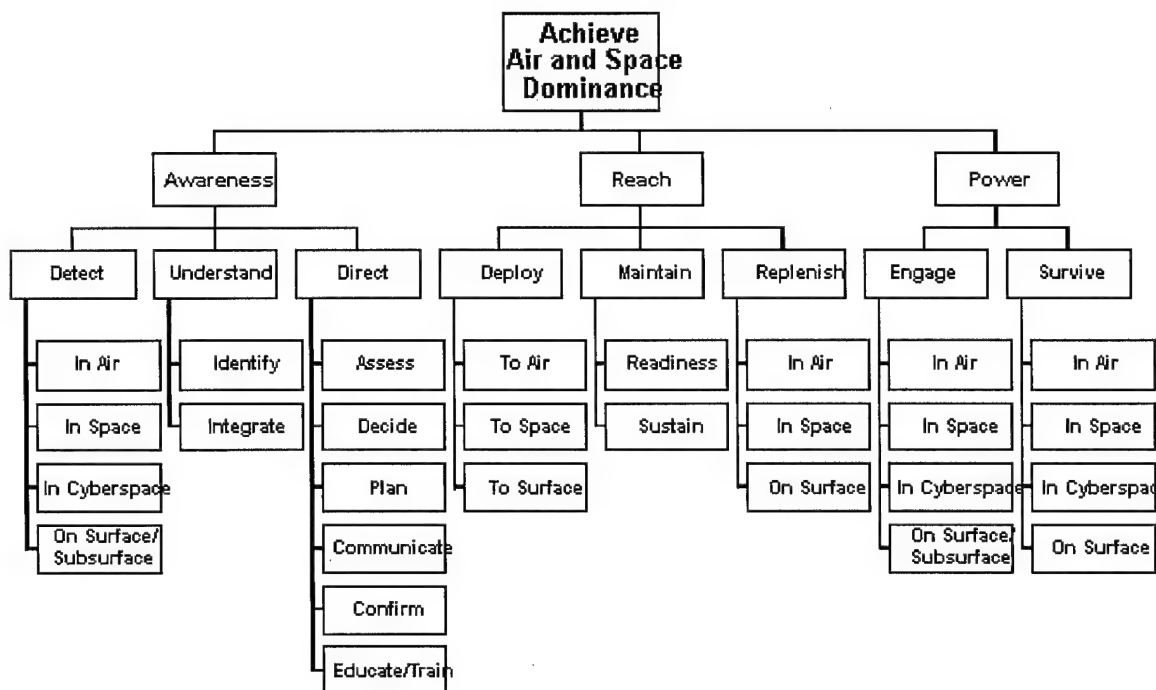 Achieve
Air and Space
Dominance
Awareness
Reach
Power
Detect
Understand
Direct
Deploy
Maintain
Replenish
Engage
Survive
In Air
Identify
Assess
To Air
Readiness
In Air
In Air
In Air
In Space
Integrate
Decide
To Space
Sustain
In Space
In Space
In Space
In Cyberspace
Plan
To Surface
On Surface
In Cyberspace
In Cyberspac
On Surface/
Subsurface
Communicate
On Surface/
Subsurface
On Surface
Confirm
Educate/Train